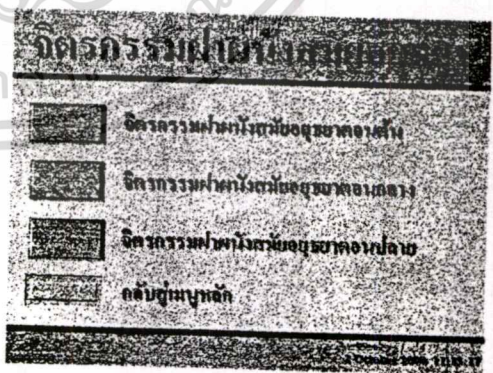 จิตรกรรมฝาผนังสมัยอยุธยา
จิตรกรรมฝาผนังสมัยอยุธยาตอนต้น
จิตรกรรมฝาผนังสมัยอยุธยาตอนกลาง
จิตรกรรมฝาผนังสมัยอยุธยาตอนปลาย
กลับสู่เมนูหลัก